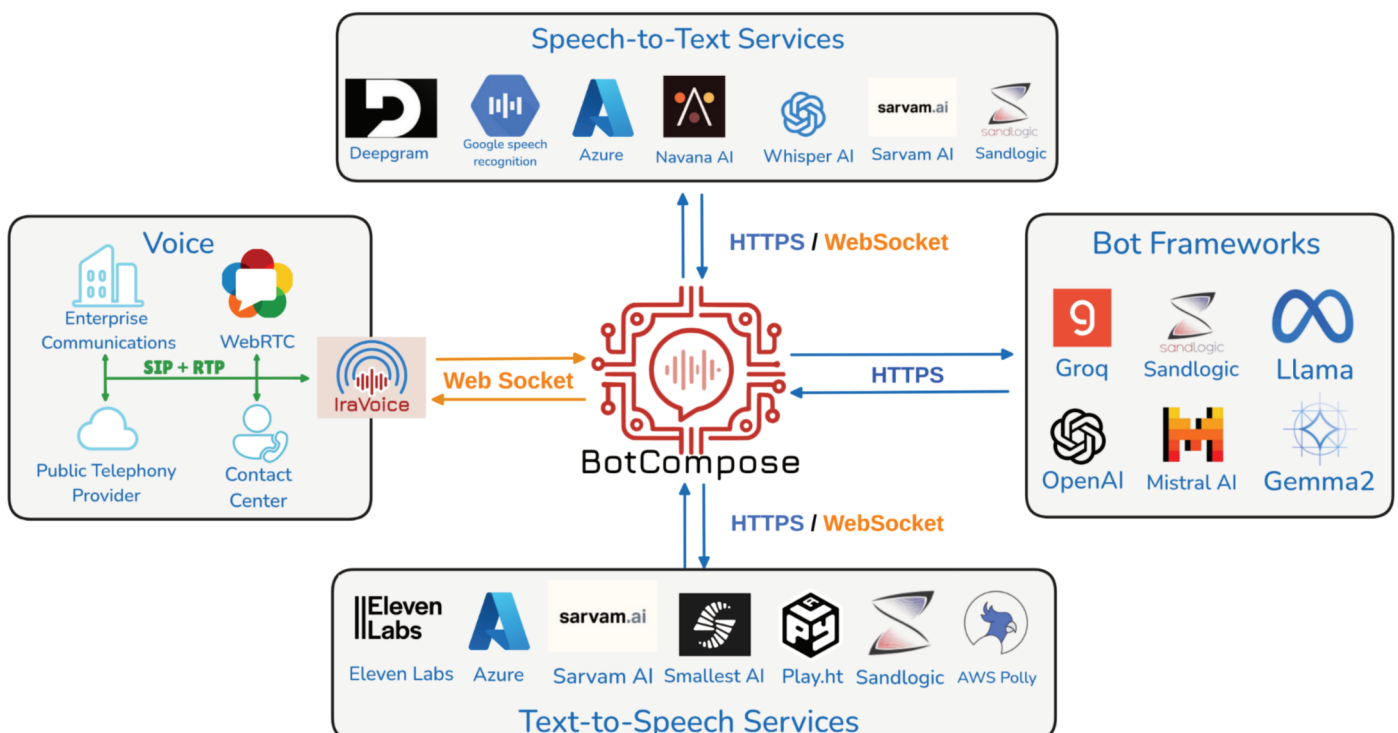 Speech-to-Text Services
sarvam.ai
sandlogic
Deepgram
Google speech
recognition
Azure
Navana AI
Whisper AI
Sarvam AI
Sandlogic
HTTPS / WebSocket
Voice
Enterprise
Communications
WebRTC
SIP + RTP
IraVoice
Public Telephony
Provider
Contact
Center
Web Socket
BotCompose
HTTPS
Bot Frameworks
sandlogic
Groq
Sandlogic
Llama
OpenAI
Mistral AI
Gemma2
HTTPS / WebSocket
||Eleven
Labs
sarvam.ai
Eleven Labs
Azure
Sarvam AI
Smallest AI
Play.ht
Sandlogic
AWS Polly
Text-to-Speech Services